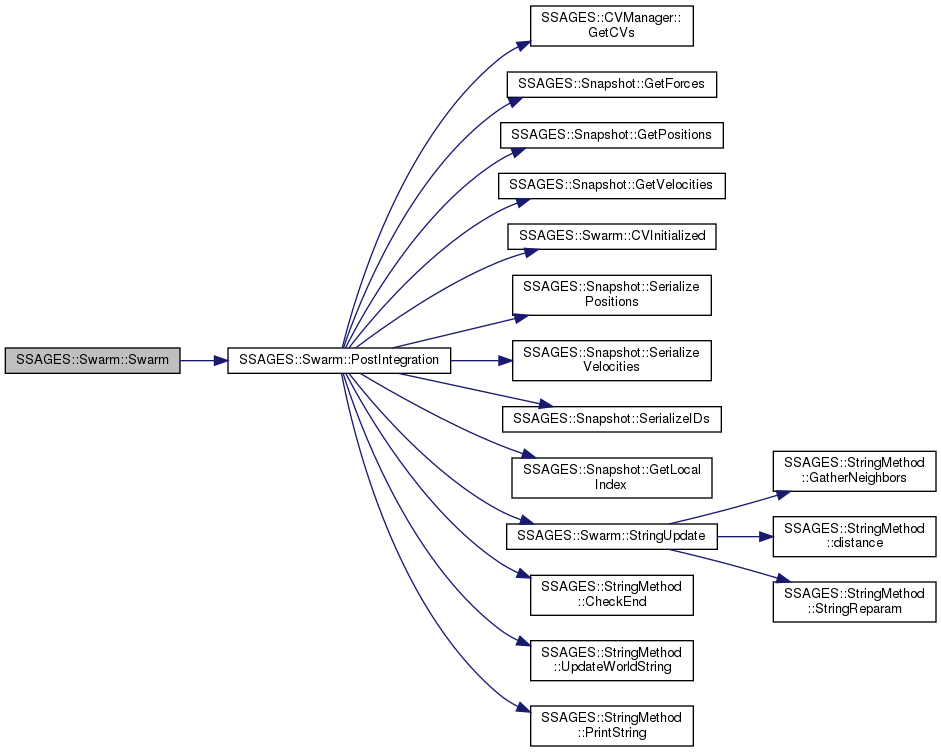 SSAGES::Swarm::Swarm
SSAGES::Swarm::PostIntegration
SSAGES::CVManager::
GetCVs
SSAGES::Snapshot::GetForces
SSAGES::Snapshot::GetPositions
SSAGES::Snapshot::GetVelocities
SSAGES::Swarm::CVInitialized
SSAGES::Snapshot::Serialize
Positions
SSAGES::Snapshot::Serialize
Velocities
SSAGES::Snapshot::SerializeIDs
SSAGES::Snapshot::GetLocal
Index
SSAGES::Swarm::StringUpdate
SSAGES::StringMethod
::CheckEnd
SSAGES::StringMethod
::UpdateWorldString
SSAGES::StringMethod
::PrintString
SSAGES::StringMethod
::GatherNeighbors
SSAGES::StringMethod
::distance
SSAGES::StringMethod
::StringReparam